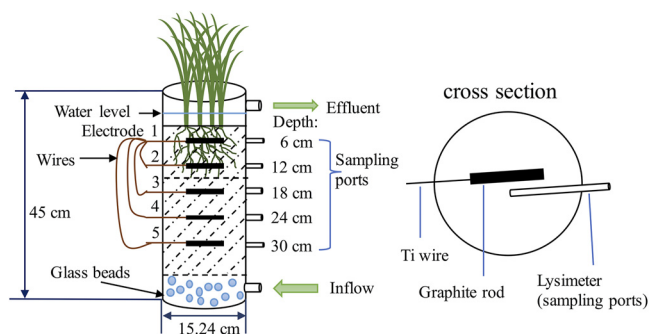 Effluent
Water level
Depth:
Electrode
1
6 cm
2
12 cm
Wires
Sampling
ports
3
18 cm
4
24 cm
45 cm
5
30 cm
Glass beads
Inflow
15.24 cm
cross section
Ti wire
Graphite rod
Lysimeter
(sampling ports)